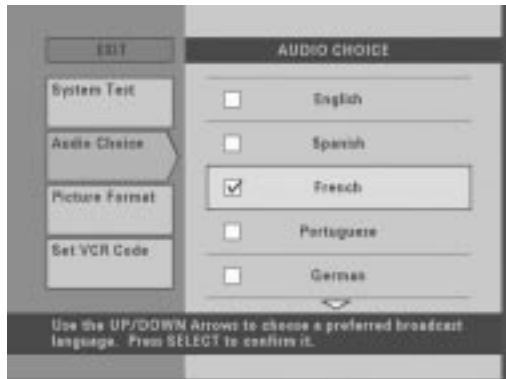 EXIT
AUDIO CHOICE
System Test
Audio Choice
Picture Format
Set VCR Code
English
Spanish
French
Portuguese
German
Use the UP/DOWN Arrows to choose a preferred broadcast
language. Press SELECT to confirm it.